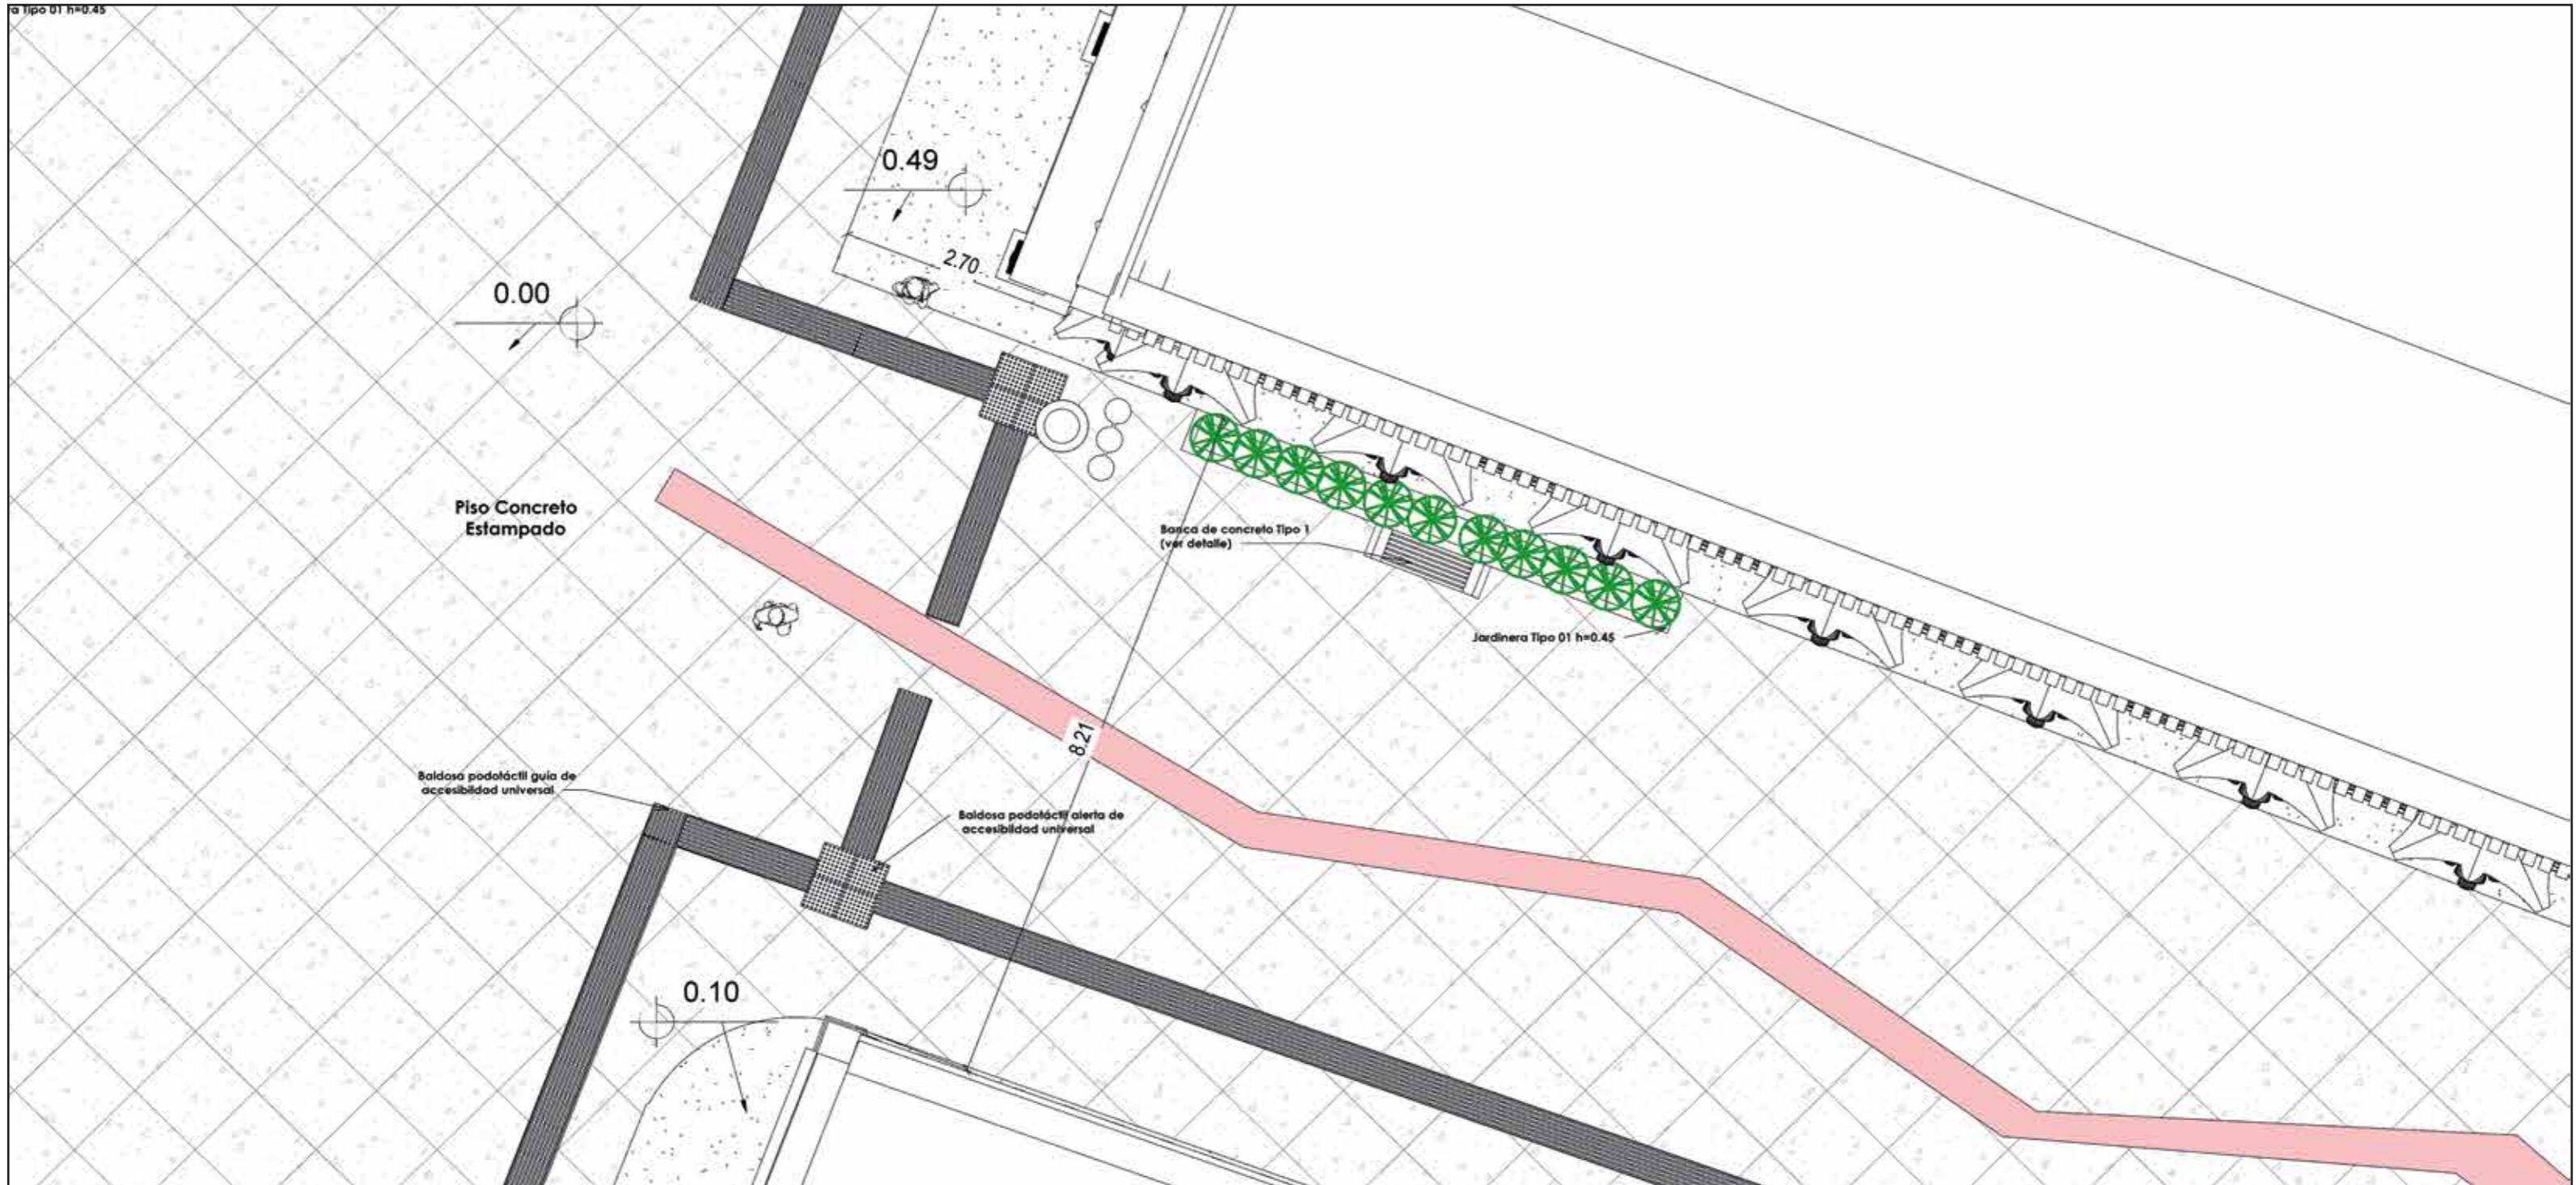 a Tipo 01 h=0.45
0.49
2.70
0.00
Piso Concreto
Estampado
Banca de concreto Tipo 1
(ver detalle)
Jardinera Tipo 01 h=0.45
8.21
Baldosa podotáctil guía de
accesibilidad universal
Baldosa podotáctil alerta de
accesibildad universal
0.10